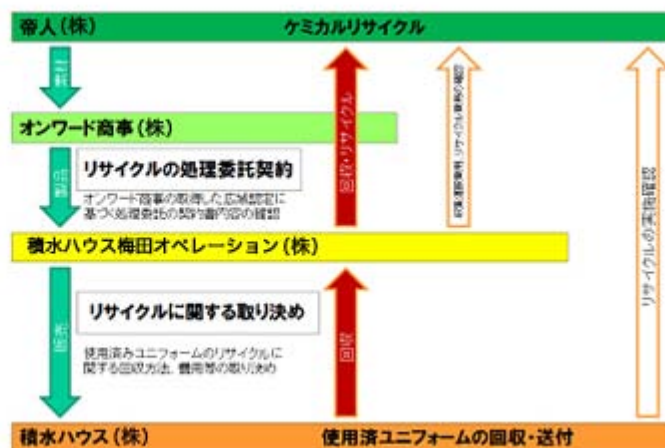 帝人(株)
ケミカルリサイクル
素材
オンワード商事(株)
製品
リサイクルの処理委託契約
オンワード商事の取得した広域認定に
基づく処理委託の契約書内容の確認
回収・リサイクル
積水ハウス梅田オペレーション(株)
販売
リサイクルに関する取り決め
使用済みユニフォームのリサイクルに
関する回収方法、費用等の取り決め
回収
リサイクルの実施確認
積水ハウス(株)
使用済ユニフォームの回収・送付